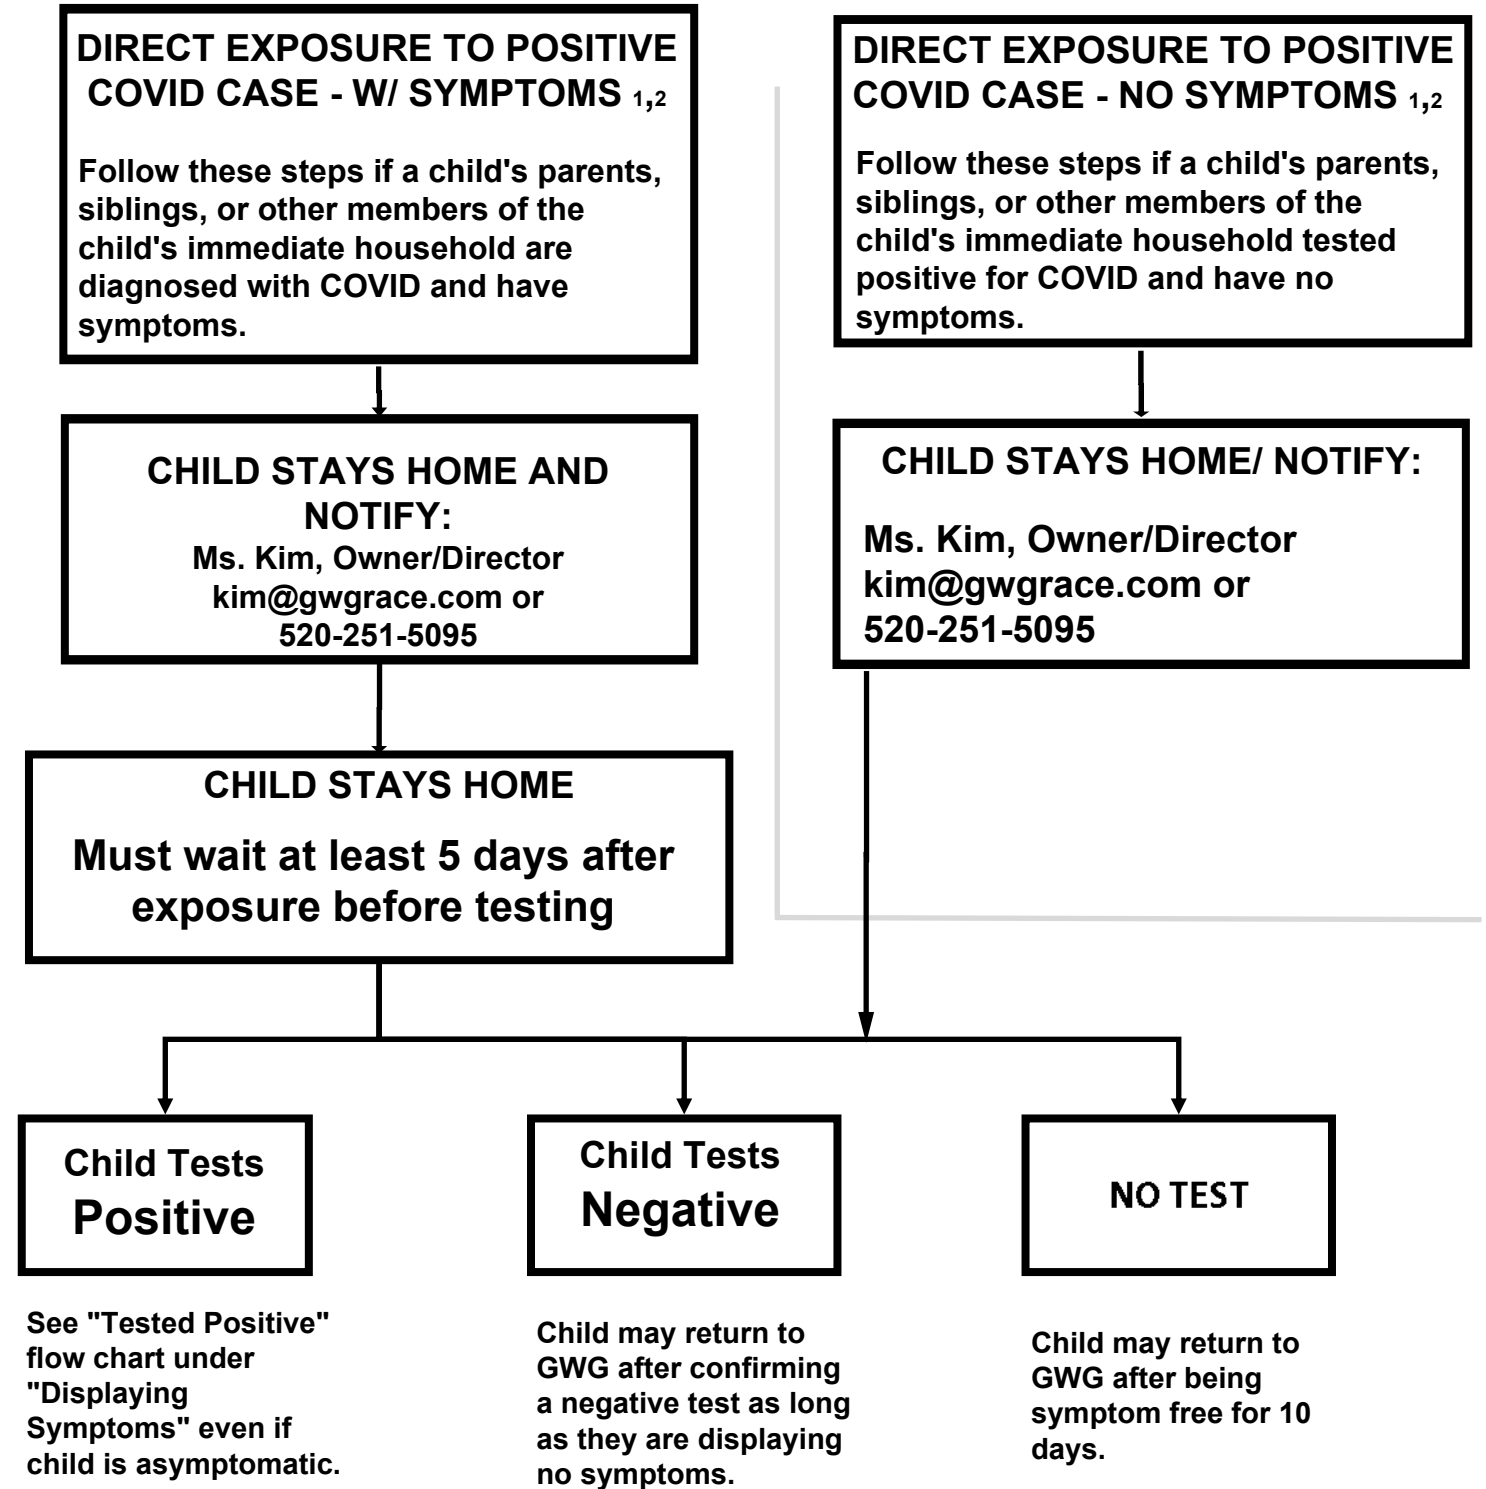 DIRECT EXPOSURE TO POSITIVE
COVID CASE - W/ SYMPTOMS 1,2
Follow these steps if a child's parents,
siblings, or other members of the
child's immediate household are
diagnosed with COVID and have
symptoms.
DIRECT EXPOSURE TO POSITIVE
COVID CASE - NO SYMPTOMS 1,2
Follow these steps if a child's parents,
siblings, or other members of the
child's immediate household tested
positive for COVID and have no
symptoms.
CHILD STAYS HOME AND
NOTIFY:
Ms. Kim, Owner/Director
kim@gwgrace.com or
520-251-5095
CHILD STAYS HOME/ NOTIFY:
Ms. Kim, Owner/Director
kim@gwgrace.com or
520-251-5095
CHILD STAYS HOME
Must wait at least 5 days after
exposure before testing
Child Tests
Positive
Child Tests
Negative
NO TEST
See "Tested Positive"
flow chart under
"Displaying
Symptoms" even if
child is asymptomatic.
Child may return to
GWG after confirming
a negative test as long
as they are displaying
no symptoms.
Child may return to
GWG after being
symptom free for 10
days.